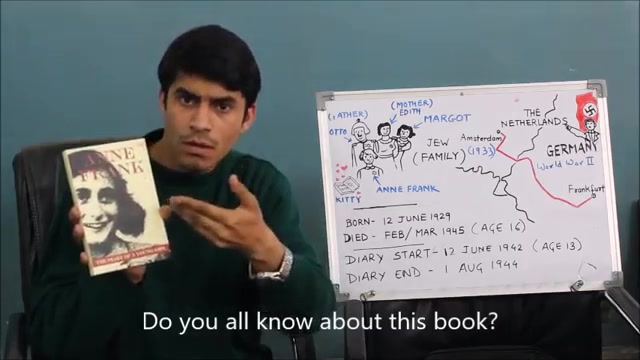 ANNE
FRANK
THE DIARY OF A YOUNG GIRL
(FATHER)
OTTO
(MOTHER)
EDITH
MARGOT
ANNE FRANK
KITTY
JEW
(FAMILY)
THE
NETHERLANDS
Amsterdam
(1933)
GERMANY
World War II
Frankfurt
BORN- 12 JUNE 1929
DIED- FEB/MAR 1945 (AGE 16)
DIARY START- 12 JUNE 1942 (AGE 13)
DIARY END - 1 AUG 1944
Do you all know about this book?